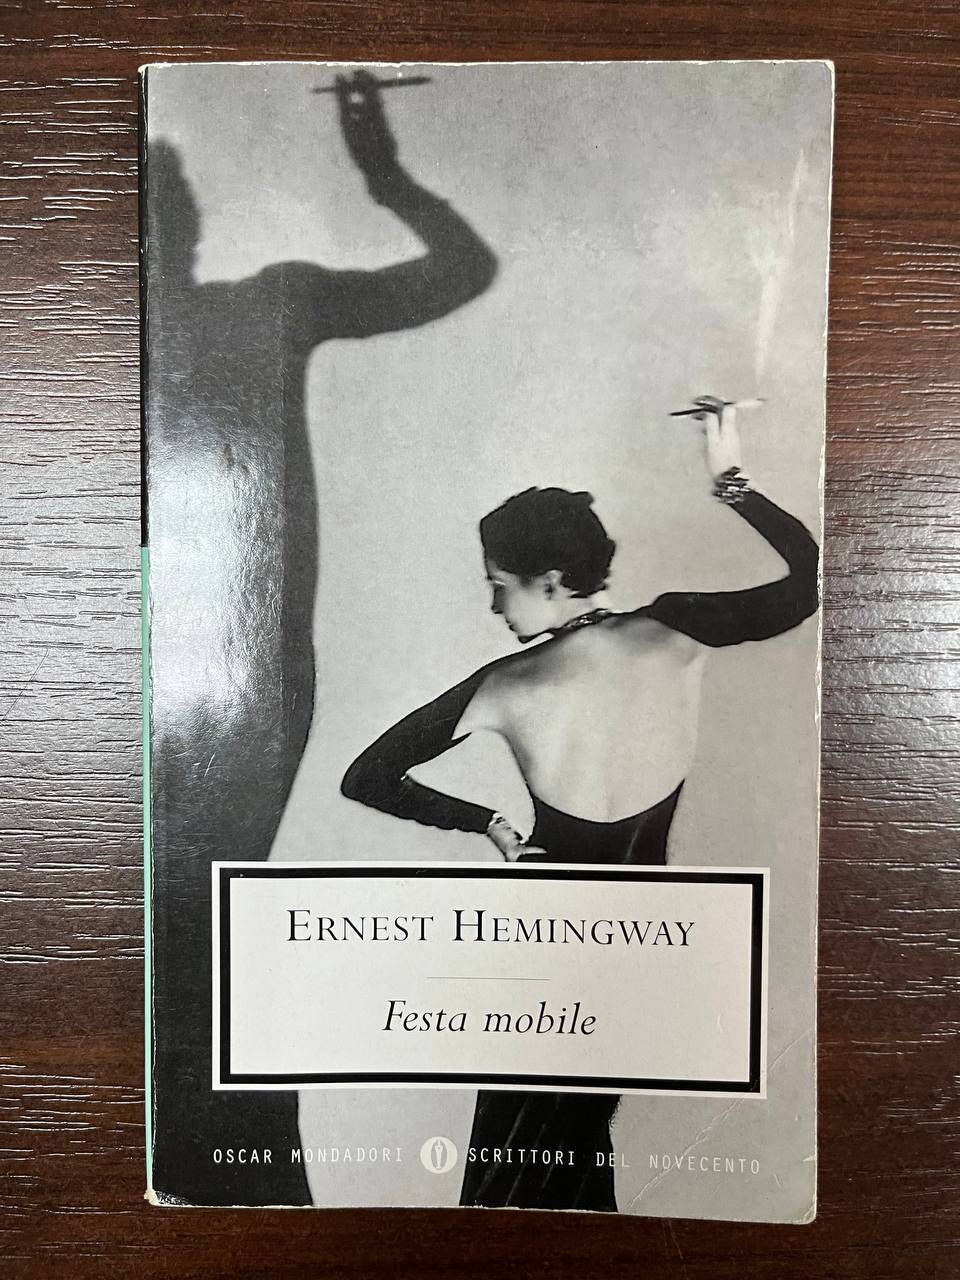 ERNEST HEMINGWAY
Festa mobile
OSCAR MONDADORI SCRITTORI DEL NOVECENTO